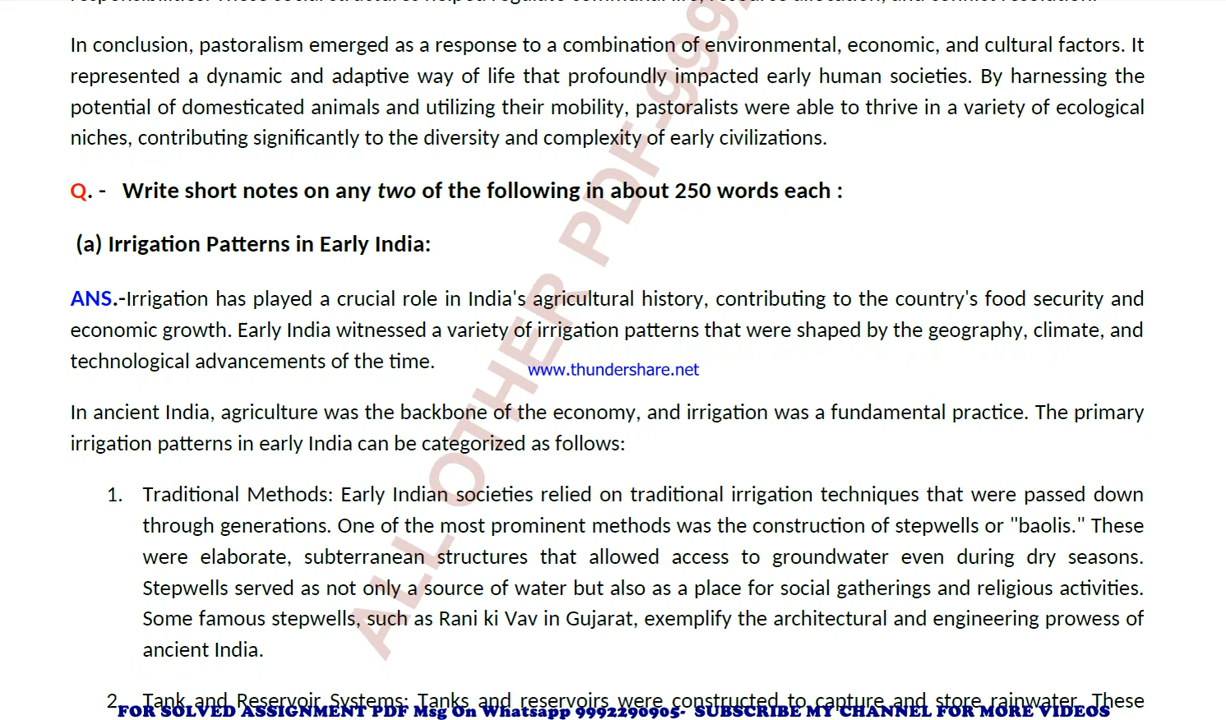 In conclusion, pastoralism emerged as a response to a combination of environmental, economic, and cultural factors. It
represented a dynamic and adaptive way of life that profoundly impacted early human societies. By harnessing the
potential of domesticated animals and utilizing their mobility, pastoralists were able to thrive in a variety of ecological
niches, contributing significantly to the diversity and complexity of early civilizations.
Q. - Write short notes on any two of the following in about 250 words each :
(a) Irrigation Patterns in Early India:
ANS.-Irrigation has played a crucial role in India's agricultural history, contributing to the country's food security and
economic growth. Early India witnessed a variety of irrigation patterns that were shaped by the geography, climate, and
technological advancements of the time.
www.thundershare.net
In ancient India, agriculture was the backbone of the economy, and irrigation was a fundamental practice. The primary
irrigation patterns in early India can be categorized as follows:
1. Traditional Methods: Early Indian societies relied on traditional irrigation techniques that were passed down
through generations. One of the most prominent methods was the construction of stepwells or "baolis." These
were elaborate, subterranean structures that allowed access to groundwater even during dry seasons.
Stepwells served as not only a source of water but also as a place for social gatherings and religious activities.
Some famous stepwells, such as Rani ki Vav in Gujarat, exemplify the architectural and engineering prowess of
ancient India.
2. Tank and Reservoir Systems: Tanks and reservoirs were constructed to capture and store rainwater. These
FOR SOLVED ASSIGNMENT PDF Msg On Whatsapp 9992290905- SUBSCRIBE MY CHANNEL FOR MORE VIDEOS
ALL OTHER PDF-999